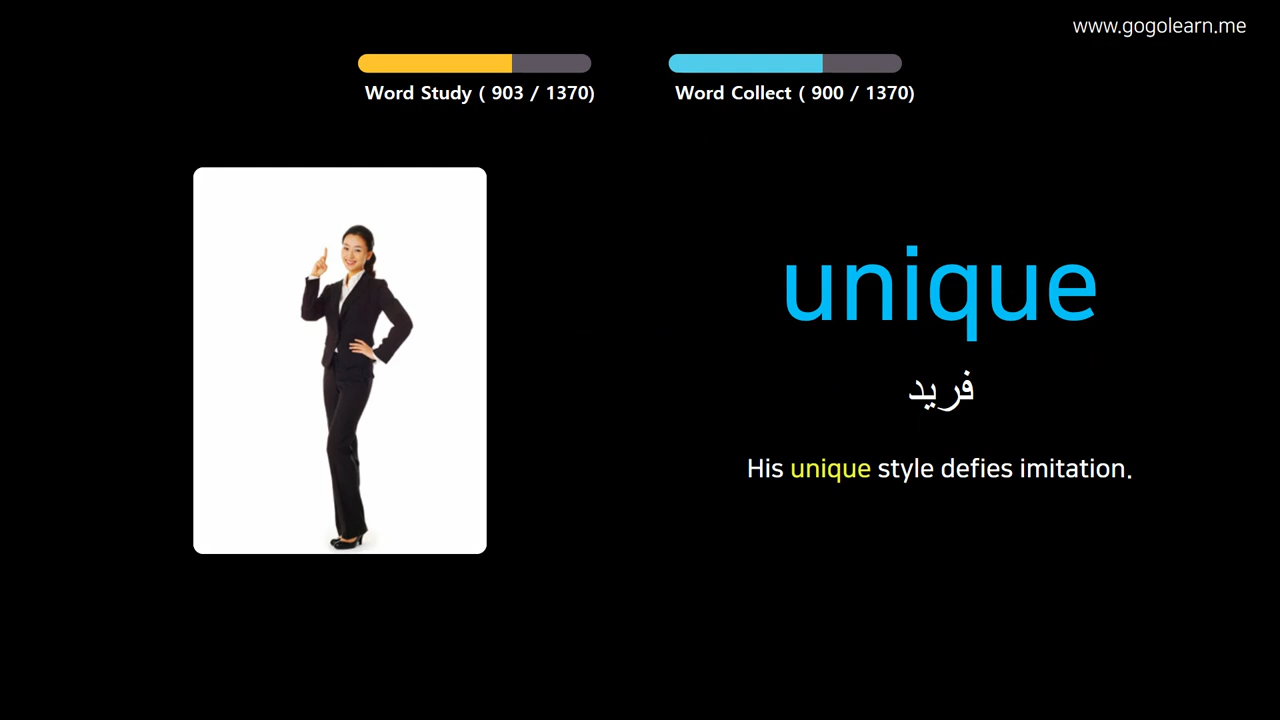 www.gogolearn.me
Word Study ( 903 / 1370)
Word Collect ( 900 / 1370)
unique
فريد
His unique style defies imitation.